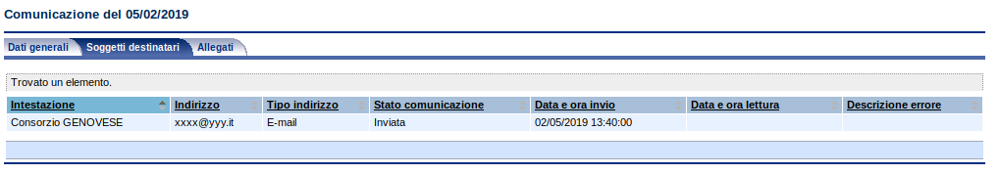 Comunicazione del 05/02/2019
Dati generali Soggetti destinatari Allegati
Trovato un elemento.
Intestazione Indirizzo Tipo indirizzo Stato comunicazione Data e ora invio Data e ora lettura Descrizione errore
Consorzio GENOVESE xxxx@yyy.it E-mail Inviata 02/05/2019 13:40:00